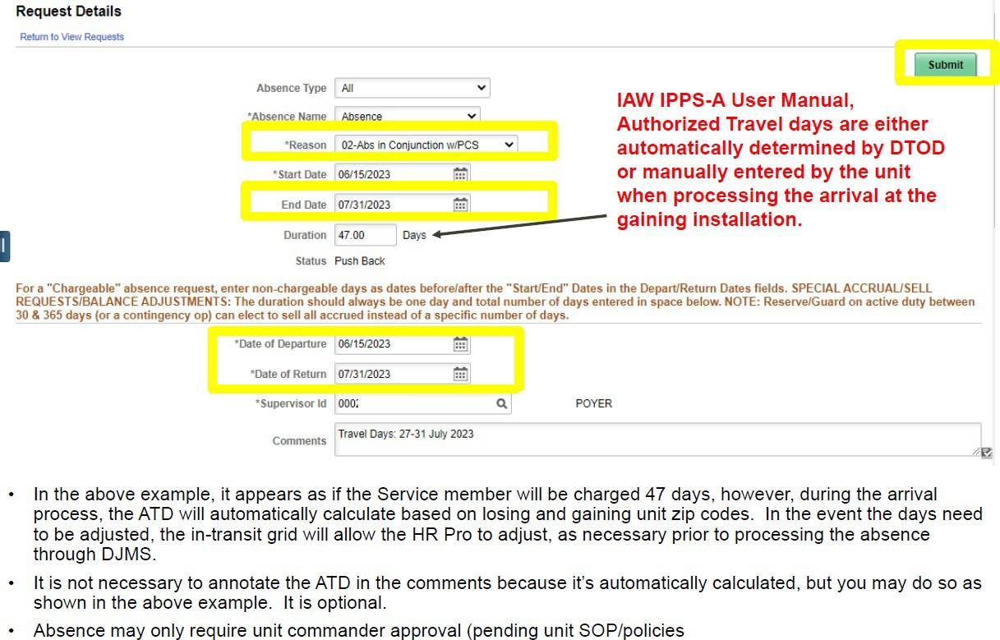 Request Details
Return to View Requests
Submit
Absence Type All
*Absence Name Absence
*Reason 02-Abs in Conjunction w/PCS
*Start Date 06/15/2023
End Date 07/31/2023
Duration 47.00 Days
Status Push Back
IAW IPPS-A User Manual,
Authorized Travel days are either
automatically determined by DTOD
or manually entered by the unit
when processing the arrival at the
gaining installation.
For a "Chargeable" absence request, enter non-chargeable days as dates before/after the "Start/End" Dates in the Depart/Return Dates fields. SPECIAL ACCRUAL/SELL
REQUESTS/BALANCE ADJUSTMENTS: The duration should always be one day and total number of days entered in space below. NOTE: Reserve/Guard on active duty between
30 & 365 days (or a contingency op) can elect to sell all accrued instead of a specific number of days.
*Date of Departure 06/15/2023
*Date of Return 07/31/2023
*Supervisor Id 0002 POYER
Comments Travel Days: 27-31 July 2023
• In the above example, it appears as if the Service member will be charged 47 days, however, during the arrival
process, the ATD will automatically calculate based on losing and gaining unit zip codes. In the event the days need
to be adjusted, the in-transit grid will allow the HR Pro to adjust, as necessary prior to processing the absence
through DJMS.
• It is not necessary to annotate the ATD in the comments because it’s automatically calculated, but you may do so as
shown in the above example. It is optional.
• Absence may only require unit commander approval (pending unit SOP/policies